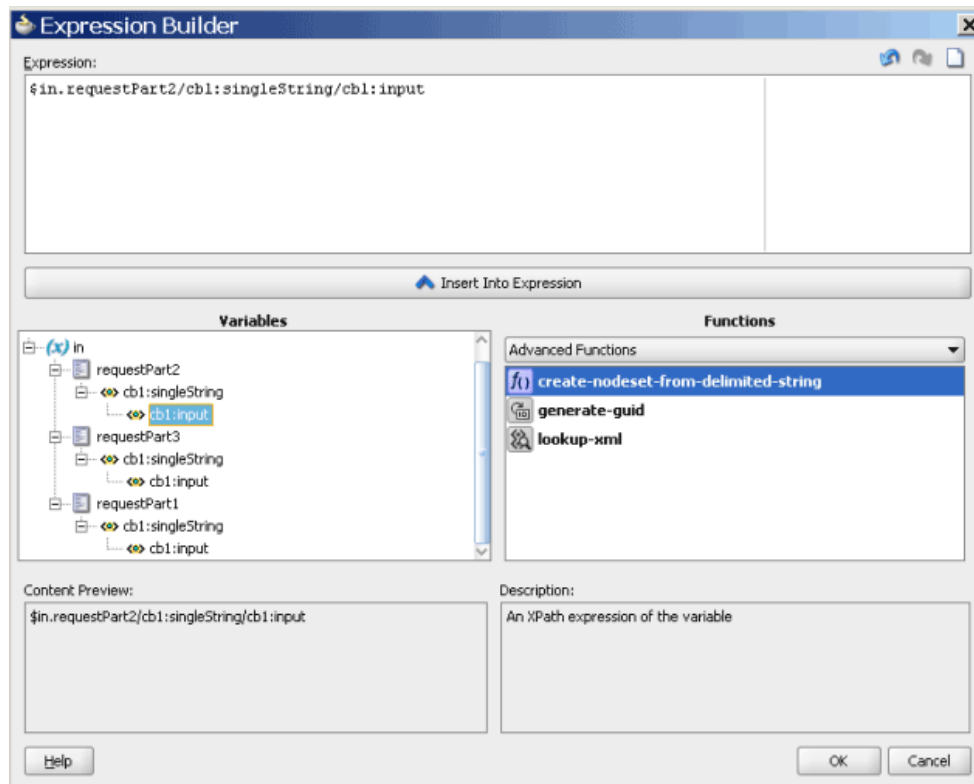 Expression Builder
Expression:
$in.requestPart2/cb1:singleString/cb1:input
Insert Into Expression
Variables
(x) in
requestPart2
cb1:singleString
cb1:input
requestPart3
cb1:singleString
cb1:input
requestPart1
cb1:singleString
cb1:input
Functions
Advanced Functions
f() create-nodeset-from-delimited-string
generate-guid
lookup-xml
Content Preview:
$in.requestPart2/cb1:singleString/cb1:input
Description:
An XPath expression of the variable
Help
OK
Cancel